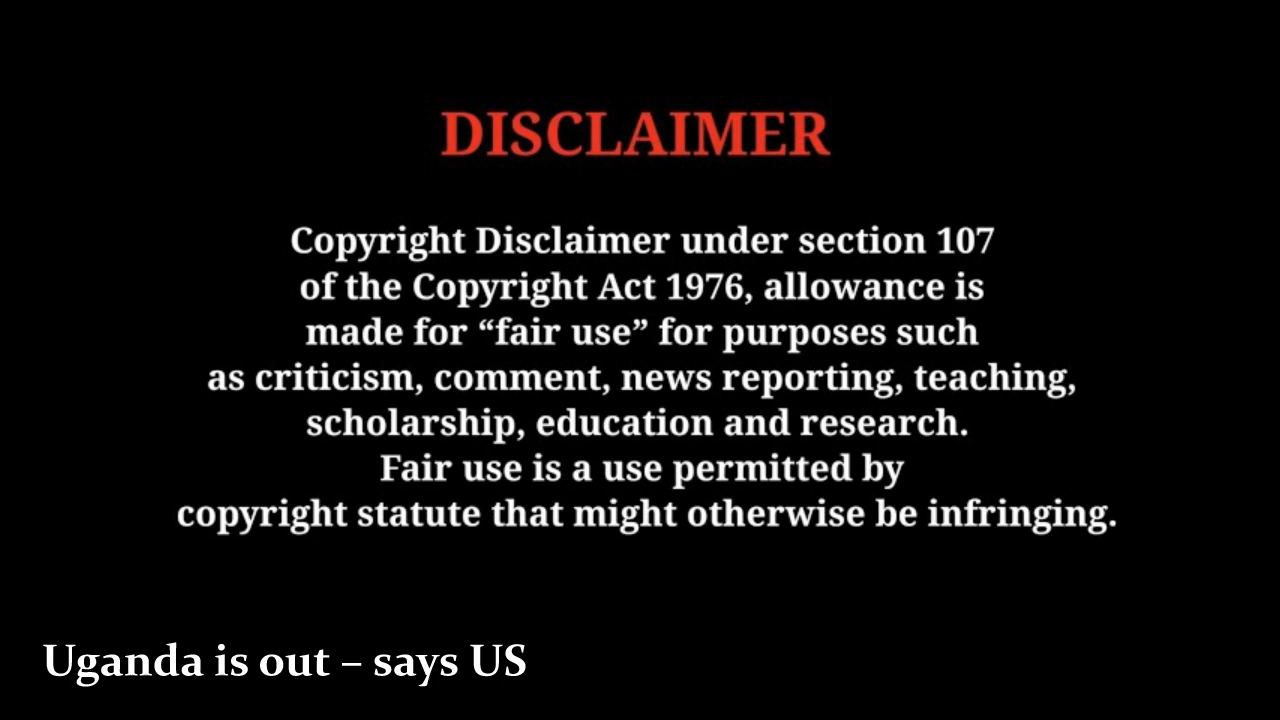 DISCLAIMER
Copyright Disclaimer under section 107
of the Copyright Act 1976, allowance is
made for “fair use” for purposes such
as criticism, comment, news reporting, teaching,
scholarship, education and research.
Fair use is a use permitted by
copyright statute that might otherwise be infringing.
Uganda is out – says US